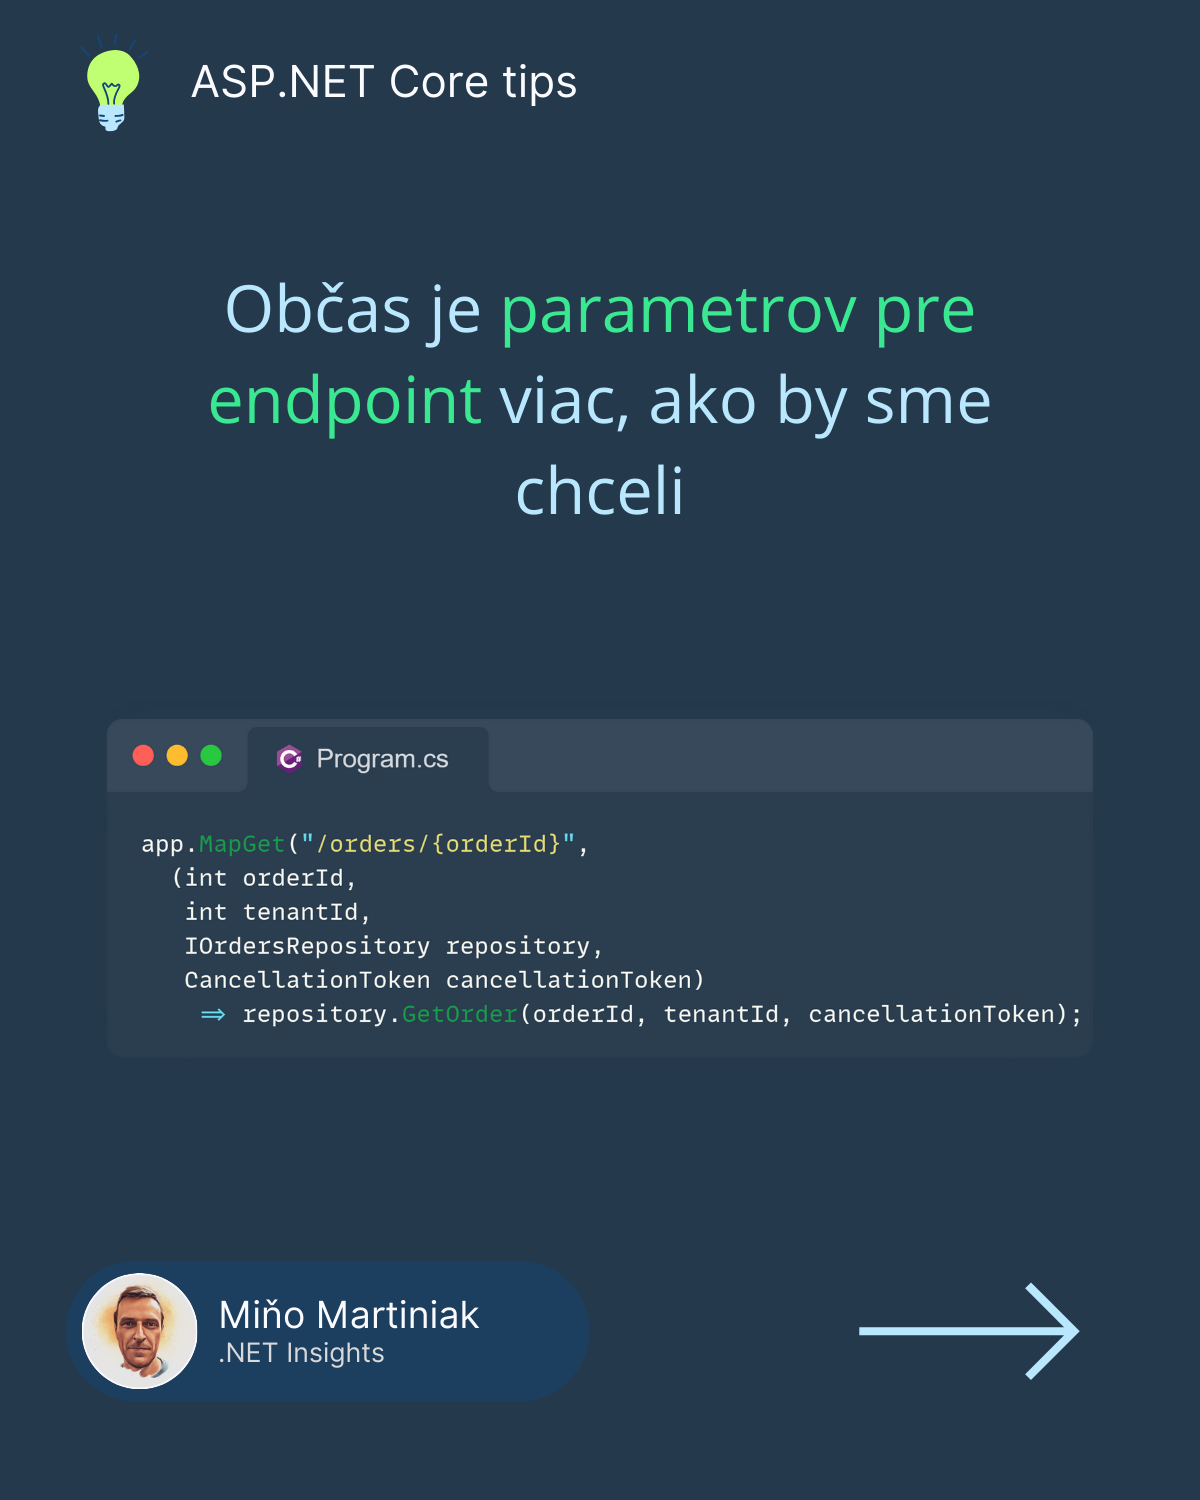 ASP.NET Core tips
Občas je parametrov pre
endpoint viac, ako by sme
chceli
Program.cs
app.MapGet("/orders/{orderId}",
(int orderId,
int tenantId,
IOrdersRepository repository,
CancellationToken cancellationToken)
=> repository.GetOrder(orderId, tenantId, cancellationToken);
Miňo Martiniak
.NET Insights